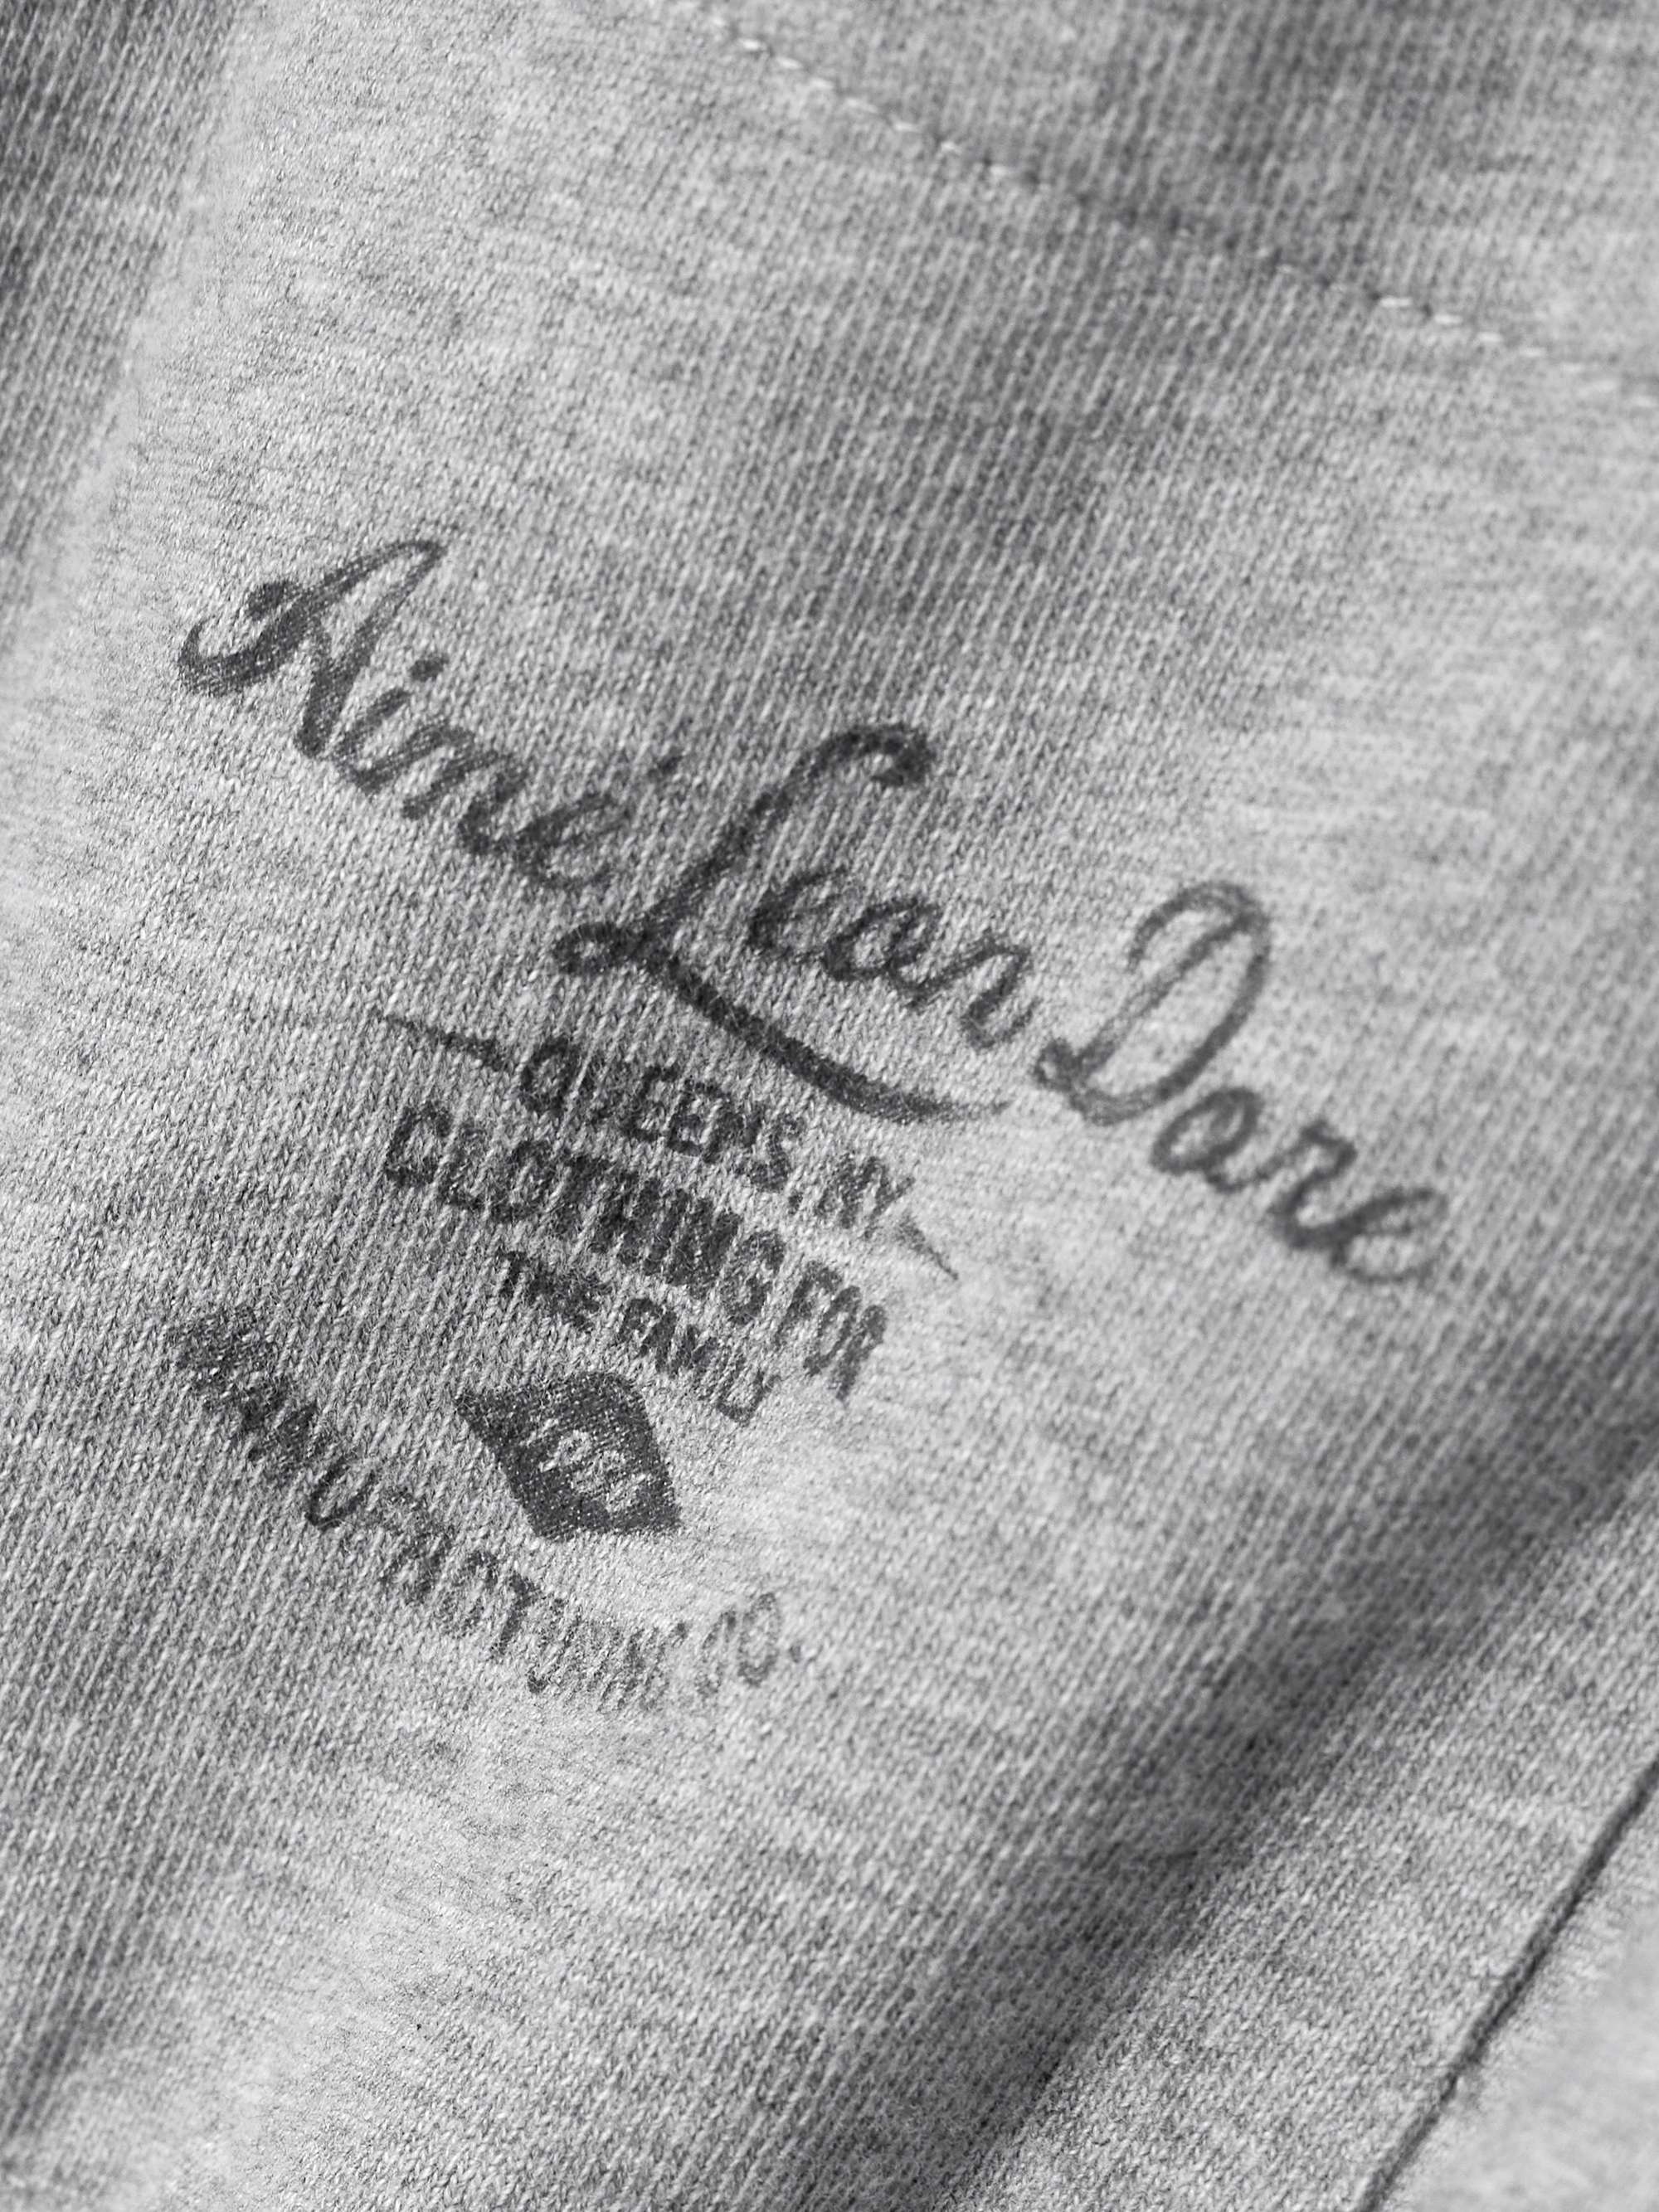 Aimé Leon Dore
QUEENS, NY
CLOTHING FOR
THE FAMILY
MANUFACTURING CO.